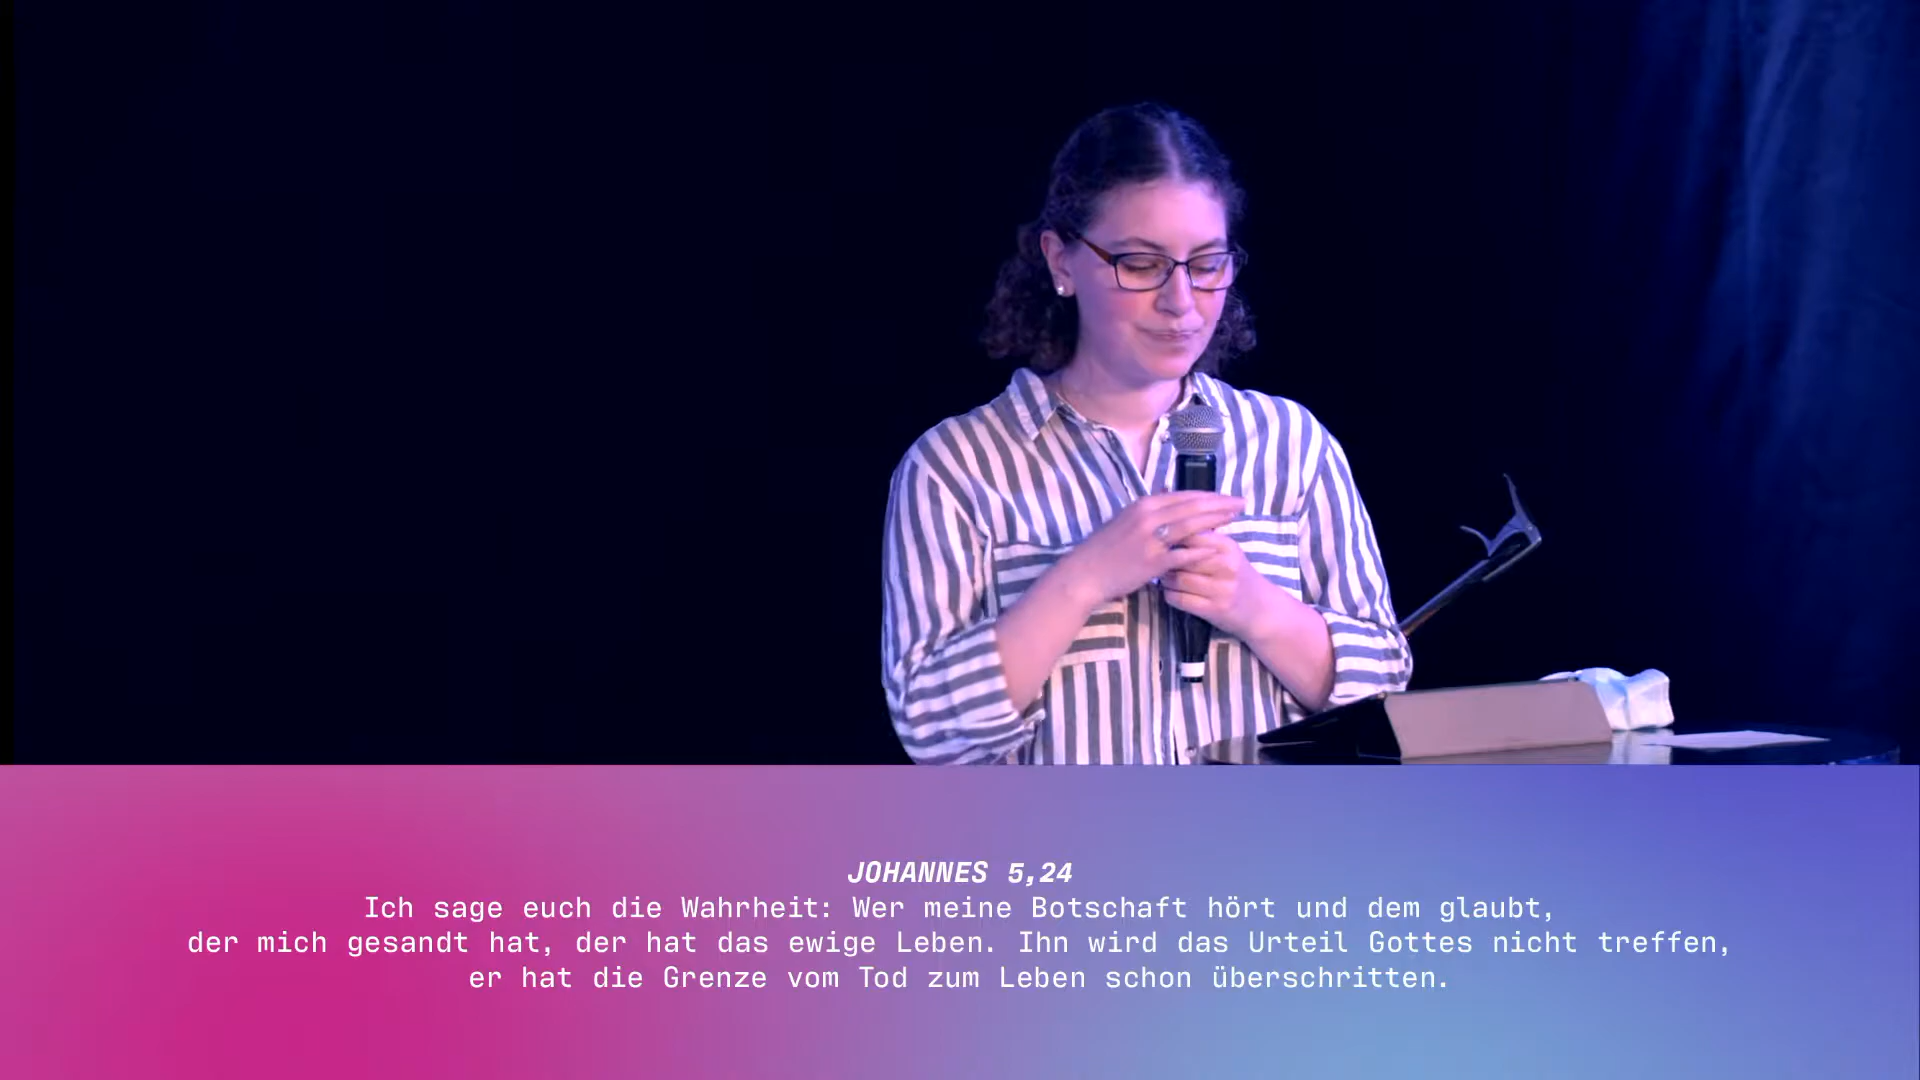 JOHANNES 5,24
Ich sage euch die Wahrheit: Wer meine Botschaft hört und dem glaubt,
der mich gesandt hat, der hat das ewige Leben. Ihn wird das Urteil Gottes nicht treffen,
er hat die Grenze vom Tod zum Leben schon überschritten.